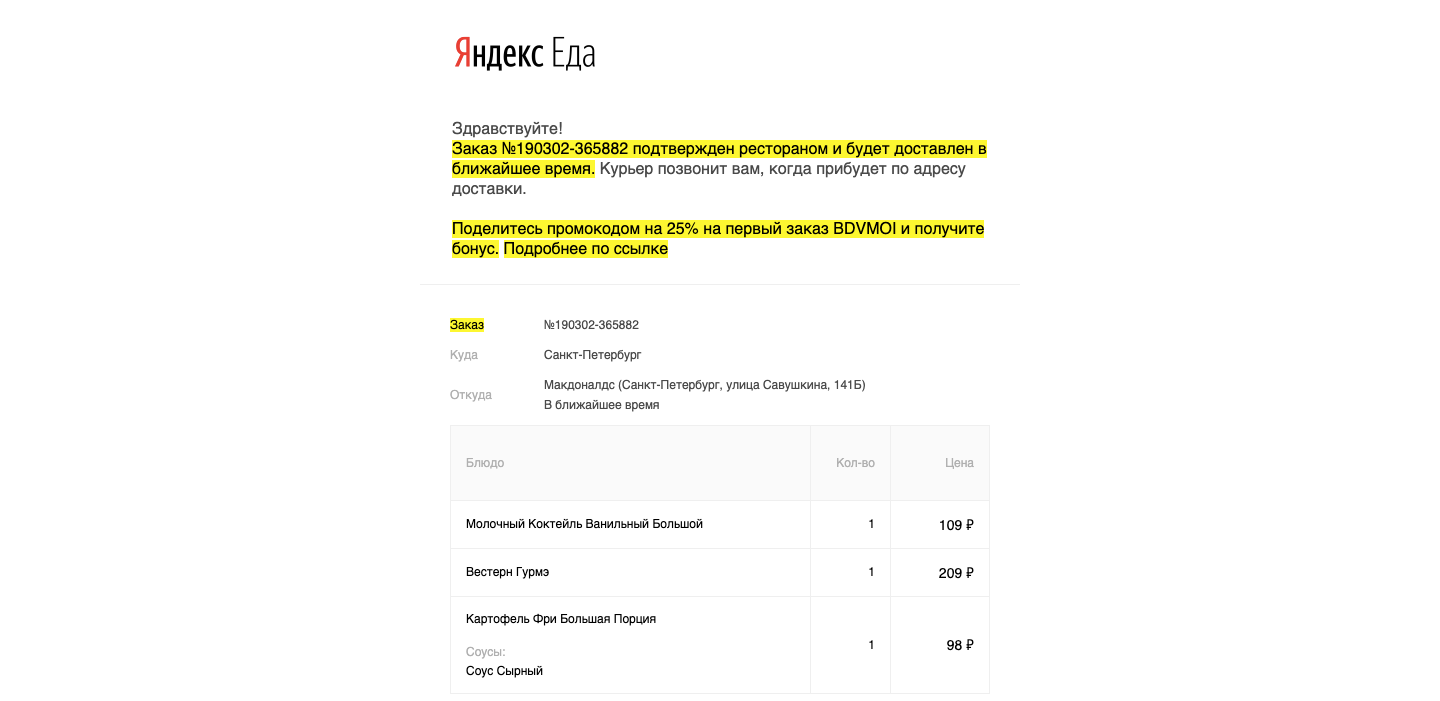 Яндекс Еда
Здравствуйте!
Заказ №190302-365882 подтвержден рестораном и будет доставлен в
ближайшее время. Курьер позвонит вам, когда прибудет по адресу
доставки.
Поделитесь промокодом на 25% на первый заказ BDVMOI и получите
бонус. Подробнее по ссылке
Заказ №190302-365882
Куда Санкт-Петербург
Откуда Макдоналдс (Санкт-Петербург, улица Савушкина, 141Б)
В ближайшее время
Блюдо Кол-во Цена
Молочный Коктейль Ванильный Большой 1 109 ₽
Вестерн Гурмэ 1 209 ₽
Картофель Фри Большая Порция 1 98 ₽
Соусы:
Соус Сырный